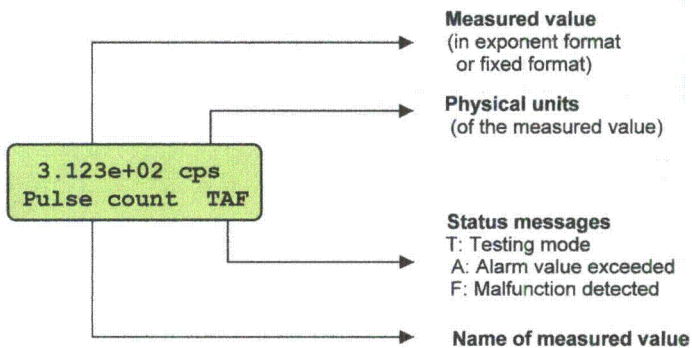 Measured value
(in exponent format
or fixed format)
Physical units
(of the measured value)
3.123e+02 cps
Pulse count TAF
Status messages
T: Testing mode
A: Alarm value exceeded
F: Malfunction detected
Name of measured value